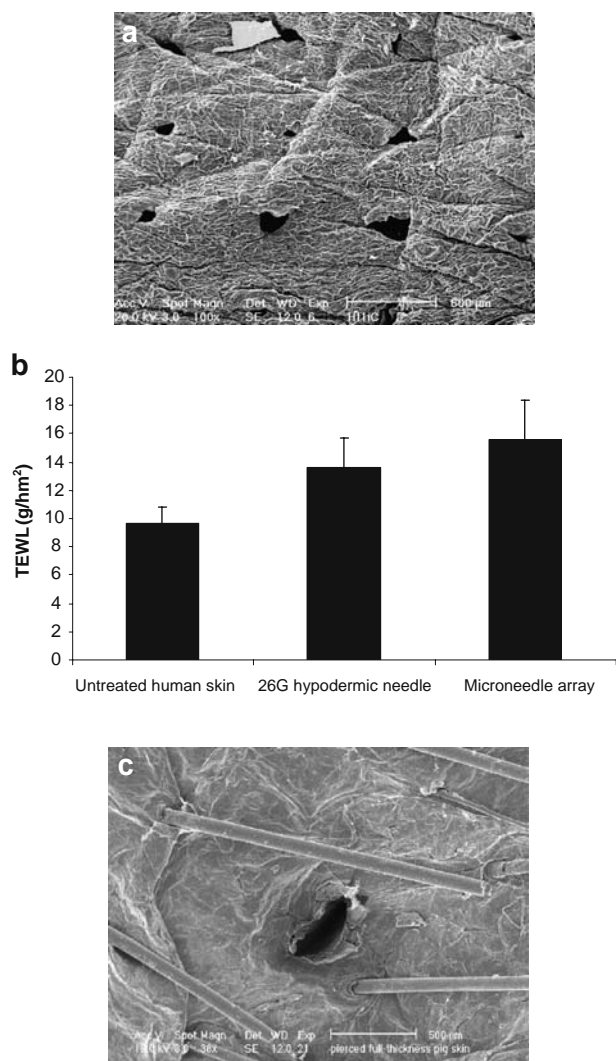 a
Acc.V Spot Magn Det WD Exp
20.0 kV 3.0 100x SE 12.0 6
b
20
18
16
14
12
10
8
6
4
2
0
TEWL (g/hm²)
Untreated human skin 26G hypodermic needle Microneedle array
c
Acc.V Spot Magn Det WD Exp 500 µm
SE 12.0 21 pierced full-thickness pig skin